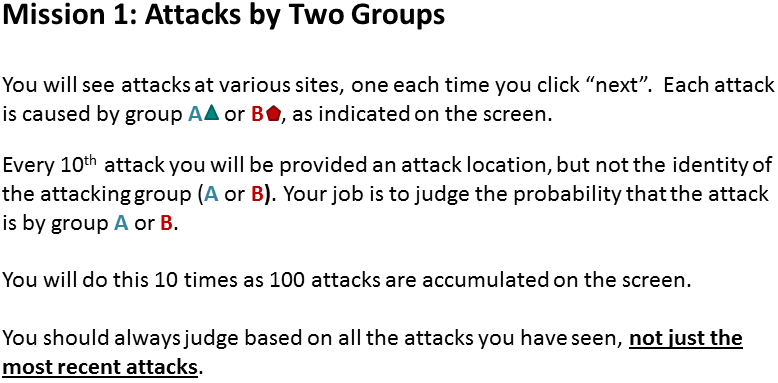 Mission 1: Attacks by Two Groups
You will see attacks at various sites, one each time you click “next”.  Each attack
is caused by group A or B, as indicated on the screen.
Every 10th attack you will be provided an attack location, but not the identity of
the attacking group (A or B). Your job is to judge the probability that the attack
is by group A or B.
You will do this 10 times as 100 attacks are accumulated on the screen.
You should always judge based on all the attacks you have seen, not just the
most recent attacks.